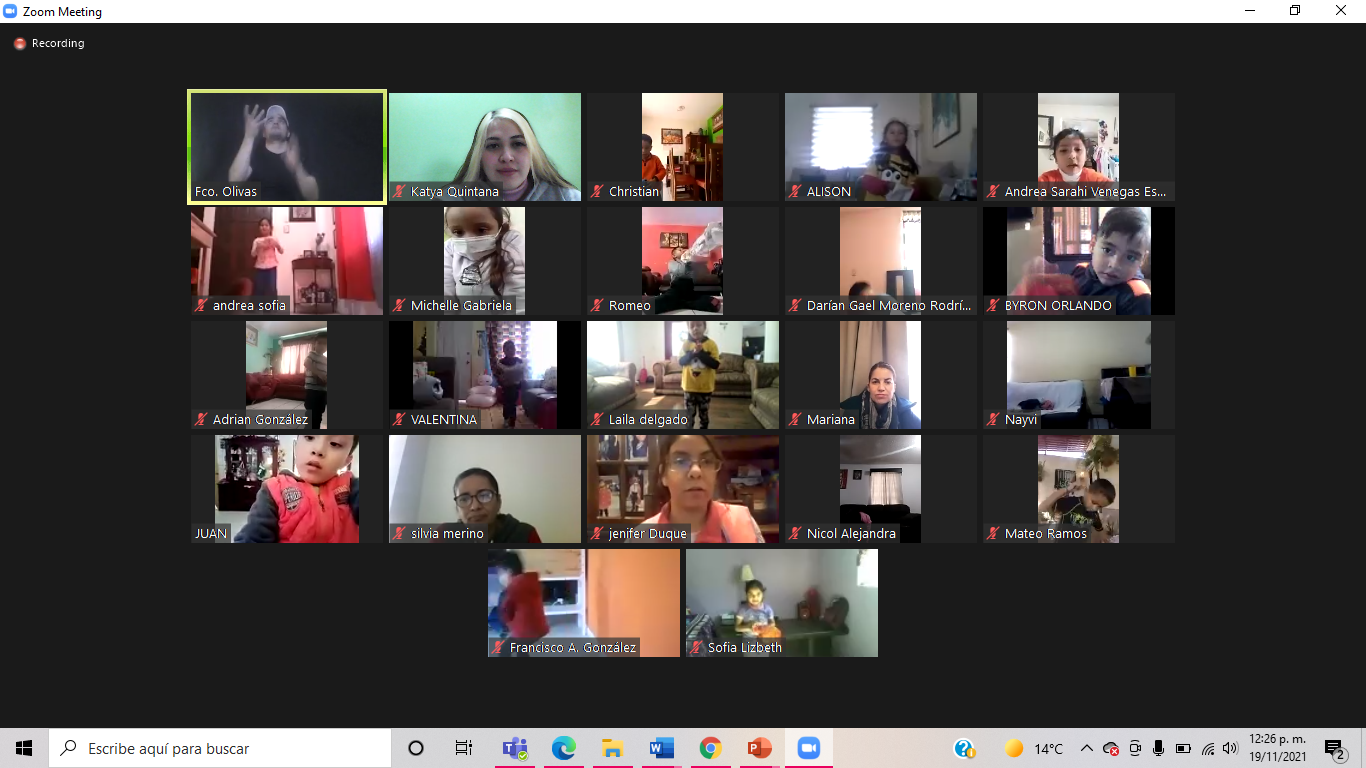 Zoom Meeting
Recording
Fco. Olivas
Katya Quintana
Christian
ALISON
Andrea Sarahi Venegas Es...
andrea sofia
Michelle Gabriela
Romeo
Darían Gael Moreno Rodrí...
BYRON ORLANDO
Adrian González
VALENTINA
Laila delgado
Mariana
Nayvi
JUAN
silvia merino
jenifer Duque
Nicol Alejandra
Mateo Ramos
Francisco A. González
Sofia Lizbeth
Escribe aquí para buscar
14°C
12:26 p. m.
19/11/2021
2